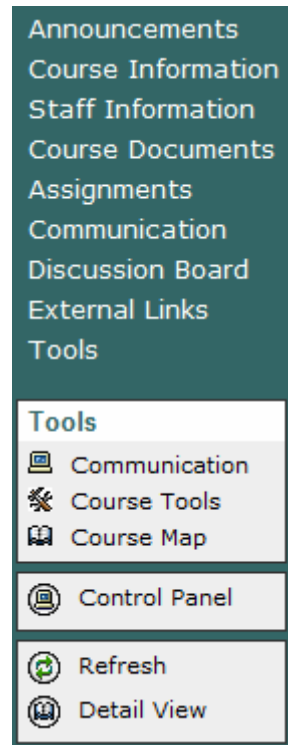 Announcements
Course Information
Staff Information
Course Documents
Assignments
Communication
Discussion Board
External Links
Tools
Tools
Communication
Course Tools
Course Map
Control Panel
Refresh
Detail View